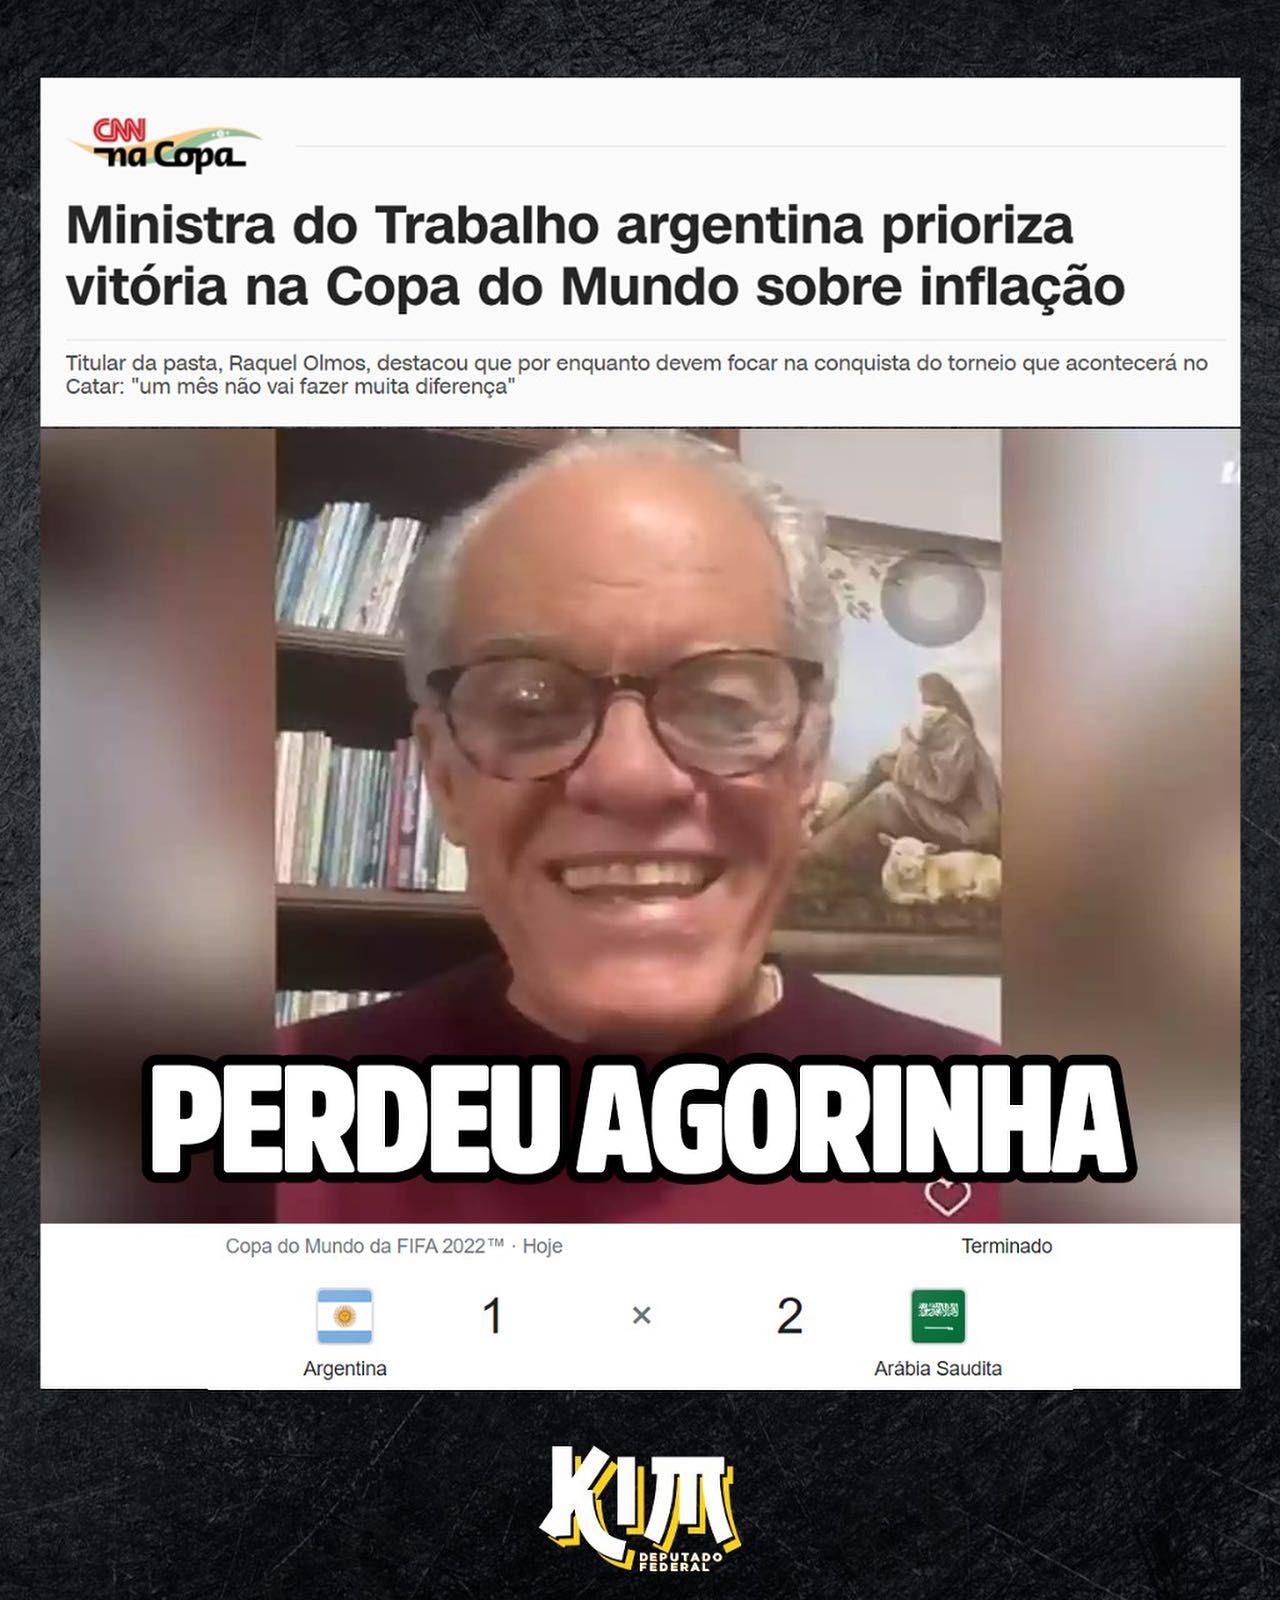 CNN
na Copa
Ministra do Trabalho argentina prioriza
vitória na Copa do Mundo sobre inflação
Titular da pasta, Raquel Olmos, destacou que por enquanto devem focar na conquista do torneio que acontecerá no
Catar: "um mês não vai fazer muita diferença"
PERDEU AGORINHA
Copa do Mundo da FIFA 2022™ · Hoje Terminado
1 × 2
Argentina Arábia Saudita
KIM
DEPUTADO
FEDERAL